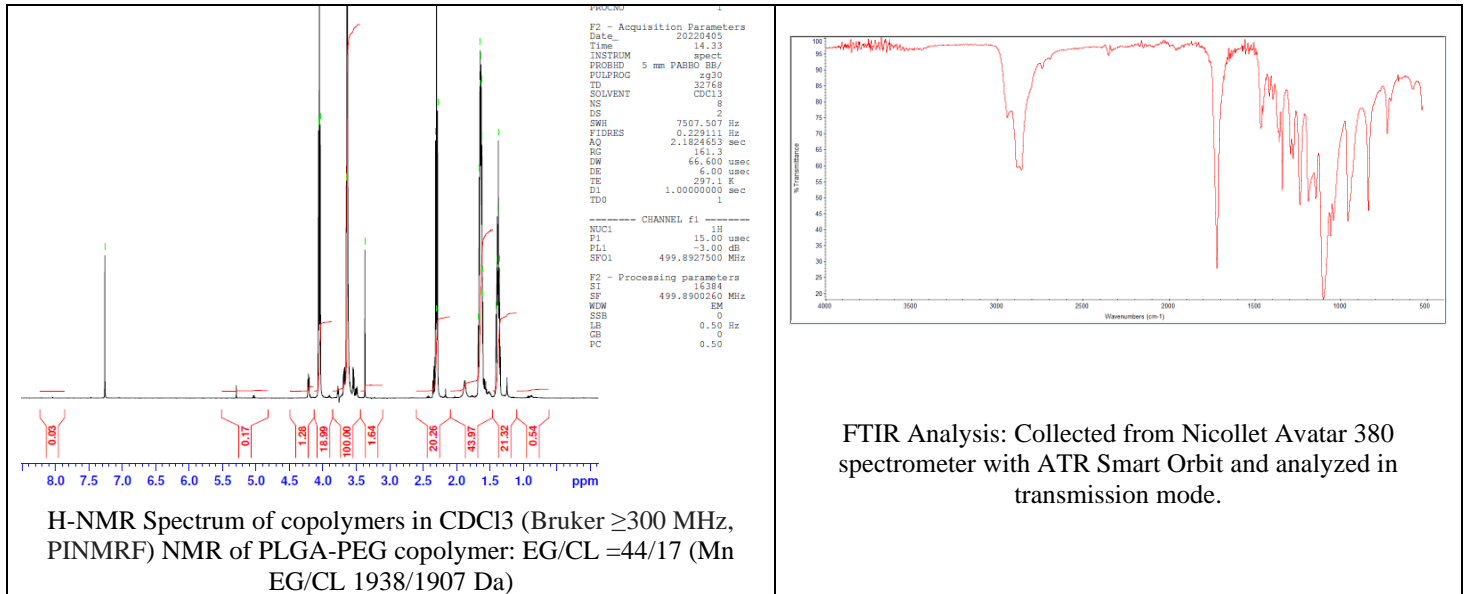 PROCNO 1
F2 - Acquisition Parameters
Date_ 20220405
Time 14.33
INSTRUM spect
PROBHD 5 mm PABBO BB/
PULPROG zg30
TD 32768
SOLVENT CDCl3
NS 8
DS 2
SWH 7507.507 Hz
FIDRES 0.229111 Hz
AQ 2.1824653 sec
RG 161.3
DW 66.600 usec
DE 6.00 usec
TE 297.1 K
D1 1.00000000 sec
TD0 1
-------- CHANNEL f1 --------
NUC1 1H
P1 15.00 usec
PL1 -3.00 dB
SFO1 499.8927500 MHz
F2 - Processing parameters
SI 16384
SF 499.8900260 MHz
WDW EM
SSB 0
LB 0.50 Hz
GB 0
PC 0.50
0.03 0.17 1.28 18.99 100.00 1.64 20.26 43.97 21.32 0.54
8.0 7.5 7.0 6.5 6.0 5.5 5.0 4.5 4.0 3.5 3.0 2.5 2.0 1.5 1.0 ppm
H-NMR Spectrum of copolymers in CDCl3 (Bruker ≥300 MHz,
PINMRF) NMR of PLGA-PEG copolymer: EG/CL =44/17 (Mn
EG/CL 1938/1907 Da)
100
95
90
85
80
75
70
65
60
55
50
45
40
35
30
25
20
%Transmittance
4000 3500 3000 2500 2000 1500 1000 500
Wavenumbers (cm-1)
FTIR Analysis: Collected from Nicollet Avatar 380
spectrometer with ATR Smart Orbit and analyzed in
transmission mode.